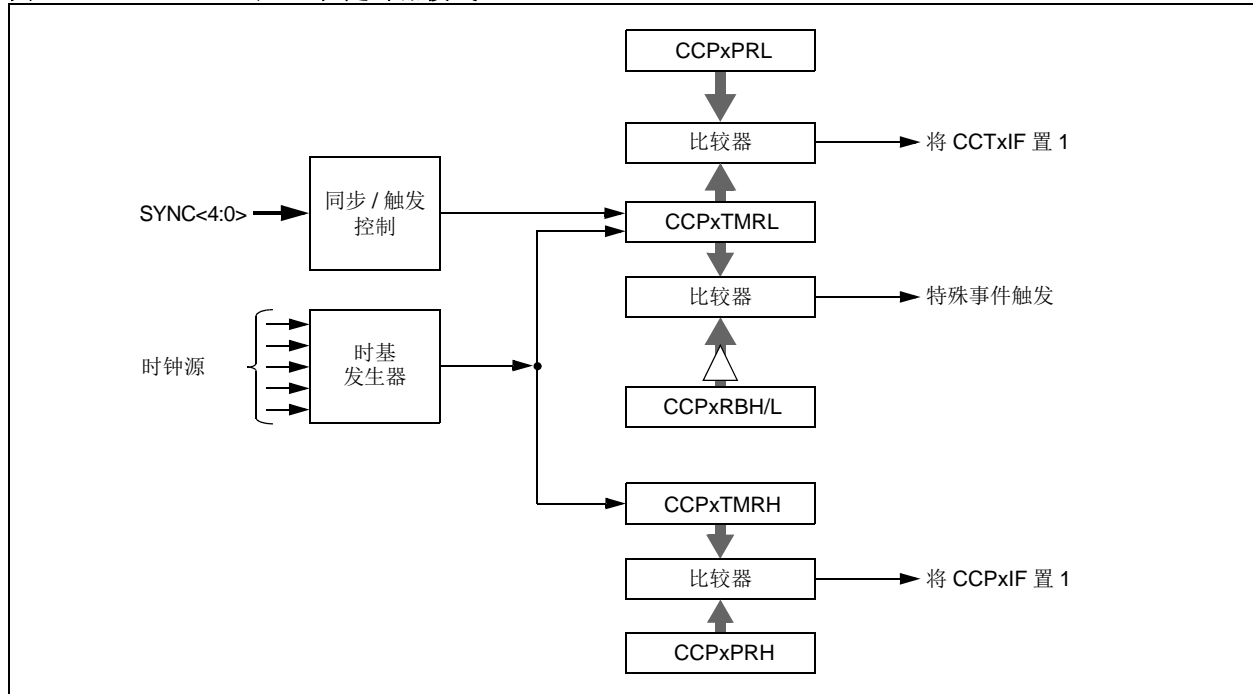 CCPxPRL
比较器
将 CCTxIF 置 1
SYNC<4:0>
同步 / 触发
控制
CCPxTMRL
比较器
特殊事件触发
时钟源
时基
发生器
CCPxRBH/L
CCPxTMRH
比较器
将 CCPxIF 置 1
CCPxPRH